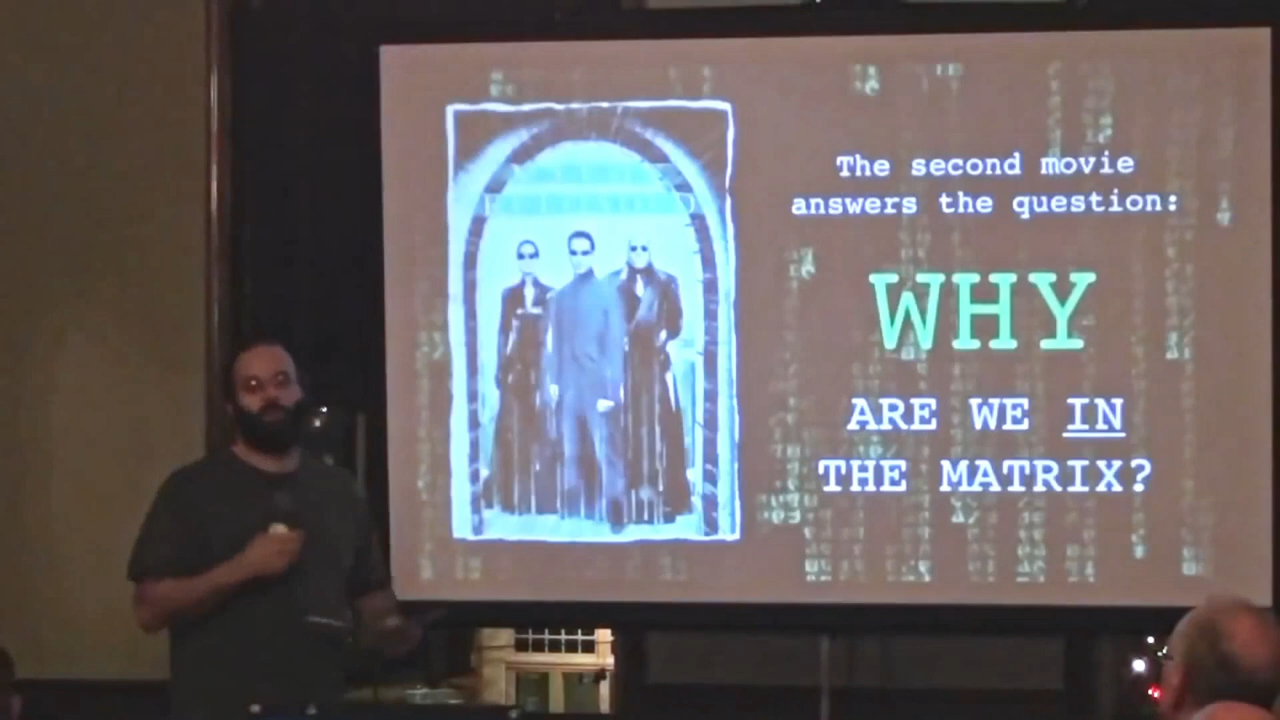 The second movie
answers the question:
WHY
ARE WE IN
THE MATRIX?